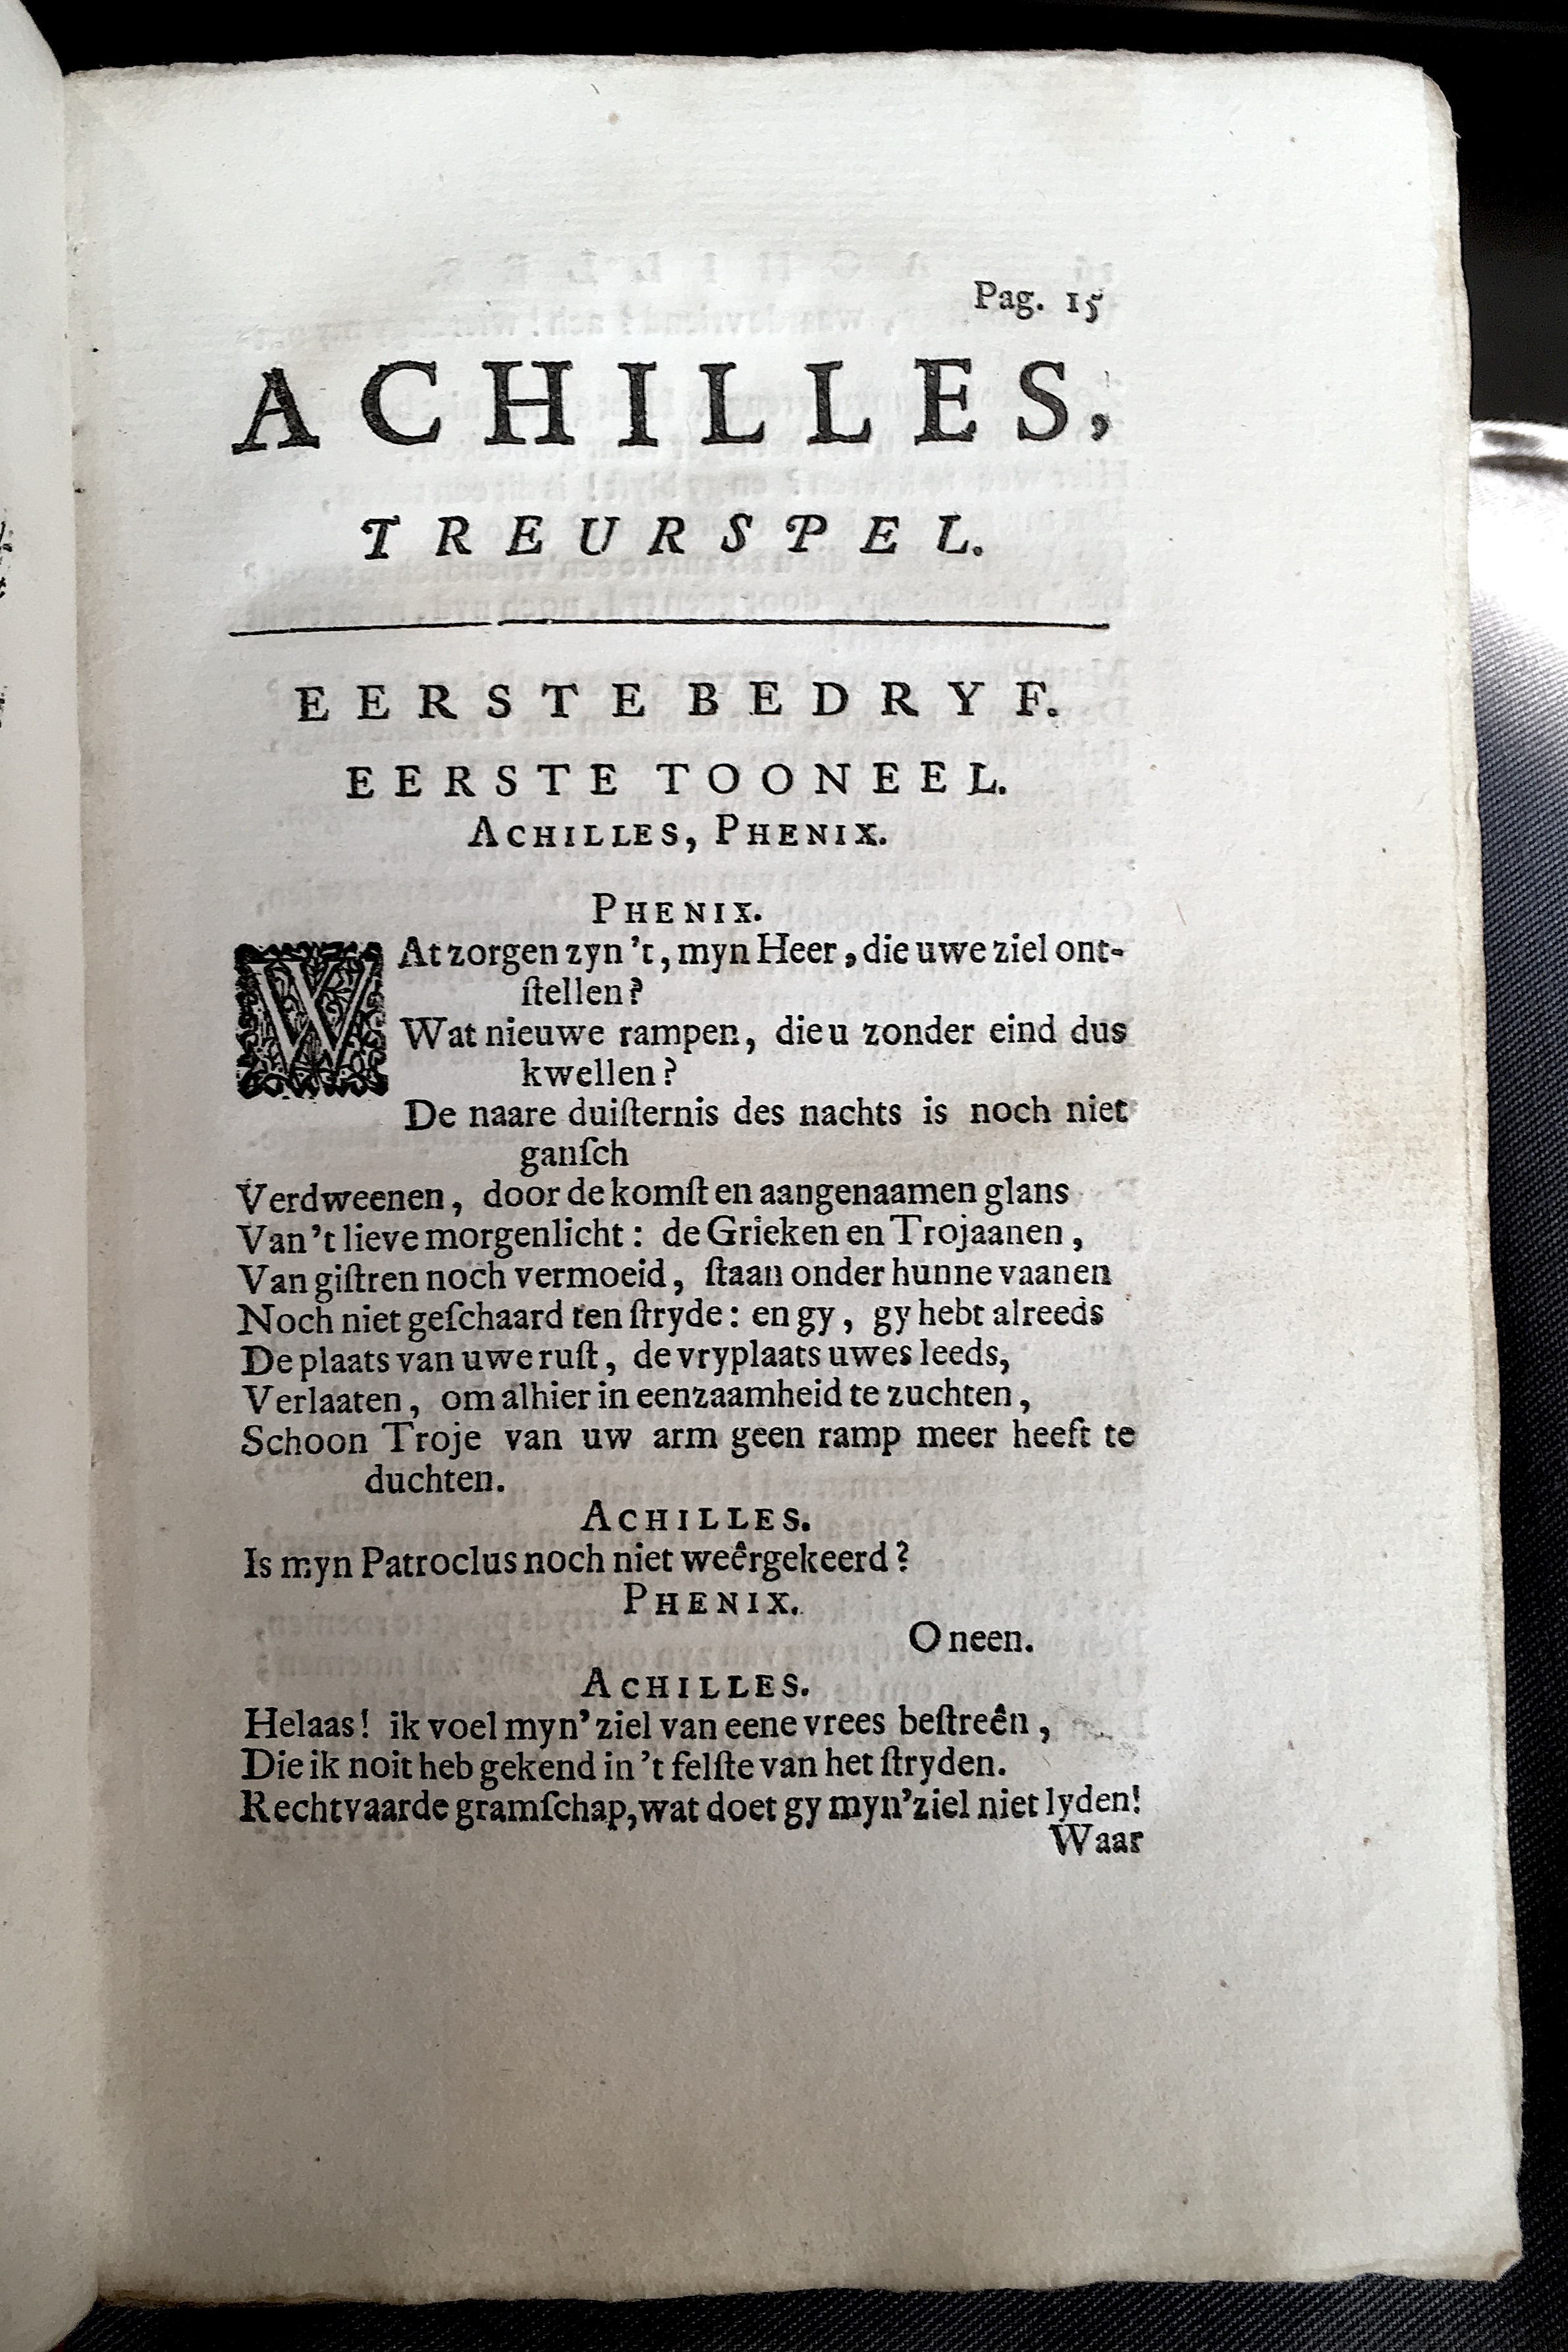 Pag. 15
ACHILLES,
TREURSPEL.
EERSTE BEDRYF.
EERSTE TOONEEL.
ACHILLES, PHENIX.
PHENIX.
WAt zorgen zyn 't, myn Heer, die uwe ziel ont-
ſtellen?
Wat nieuwe rampen, die u zonder eind dus
kwellen?
De naare duiſternis des nachts is noch niet
ganſch
Verdweenen, door de komſt en aangenaamen glans
Van 't lieve morgenlicht: de Grieken en Trojaanen,
Van giſtren noch vermoeid, ſtaan onder hunne vaanen
Noch niet geſchaard ten ſtryde: en gy, gy hebt alreeds
De plaats van uwe ruſt, de vryplaats uwes leeds,
Verlaaten, om alhier in eenzaamheid te zuchten,
Schoon Troje van uw arm geen ramp meer heeft te
duchten.
ACHILLES.
Is myn Patroclus noch niet weêrgekeerd?
PHENIX.
O neen.
ACHILLES.
Helaas! ik voel myn' ziel van eene vrees beſtreên,
Die ik noit heb gekend in 't felſte van het ſtryden.
Rechtvaarde gramſchap, wat doet gy myn' ziel niet lyden!
Waar